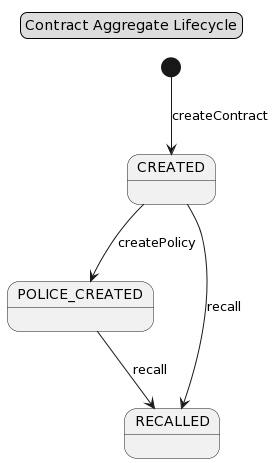 Contract Aggregate Lifecycle
createContract
CREATED
createPolicy
recall
POLICE_CREATED
recall
RECALLED